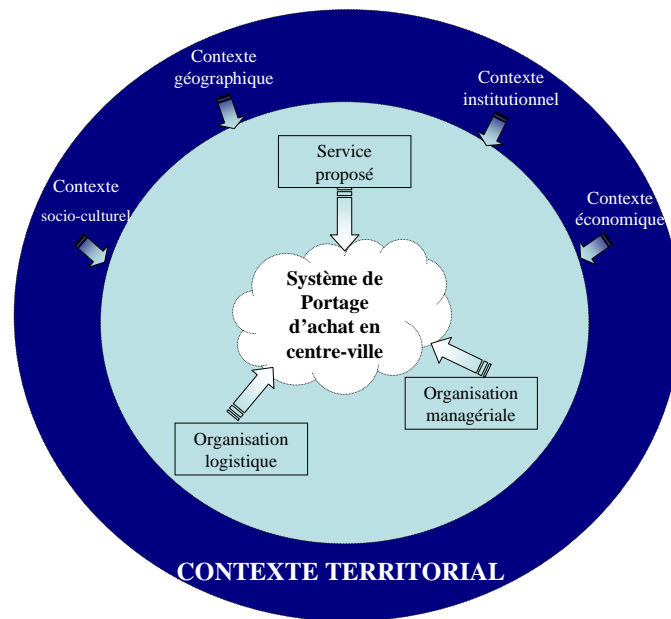 Contexte
géographique
Contexte
institutionnel
Service
proposé
Contexte
socio-culturel
Contexte
économique
Système de
Portage
d'achat en
centre-ville
Organisation
managériale
Organisation
logistique
CONTEXTE TERRITORIAL